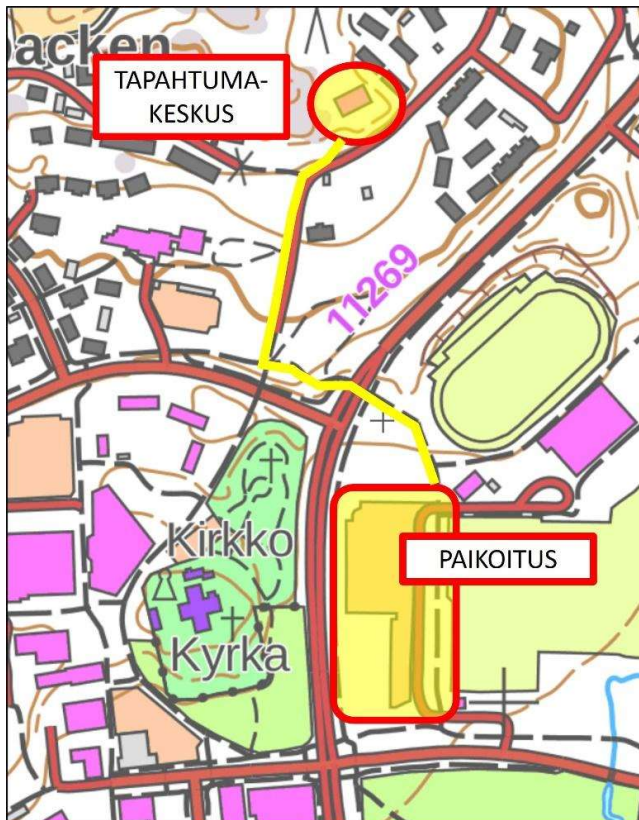 backen
TAPAHTUMA-
KESKUS
11269
Kirkko
PAIKOITUS
Kyrka